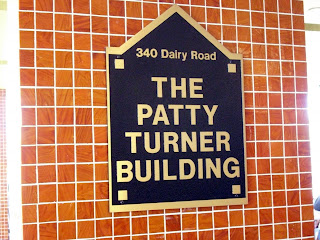 340 Dairy Road
THE
PATTY
TURNER
BUILDING